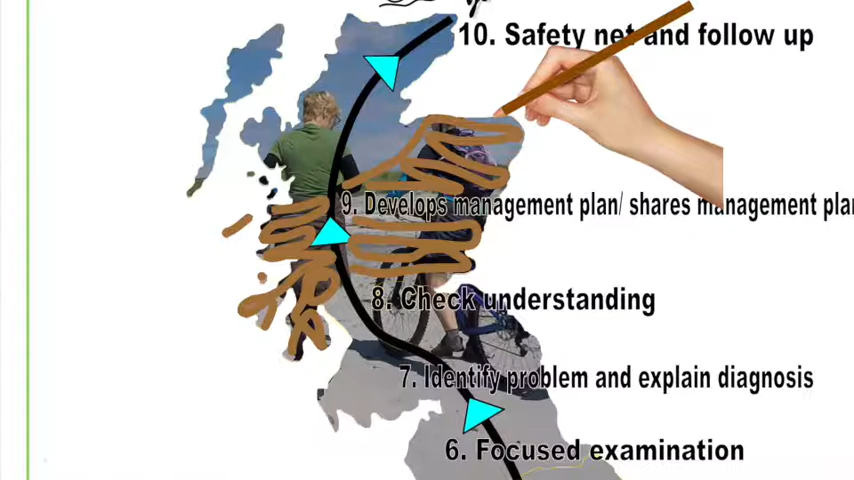 10. Safety net and follow up
9. Develops management plan/ shares management plan
8. Check understanding
7. Identify problem and explain diagnosis
6. Focused examination